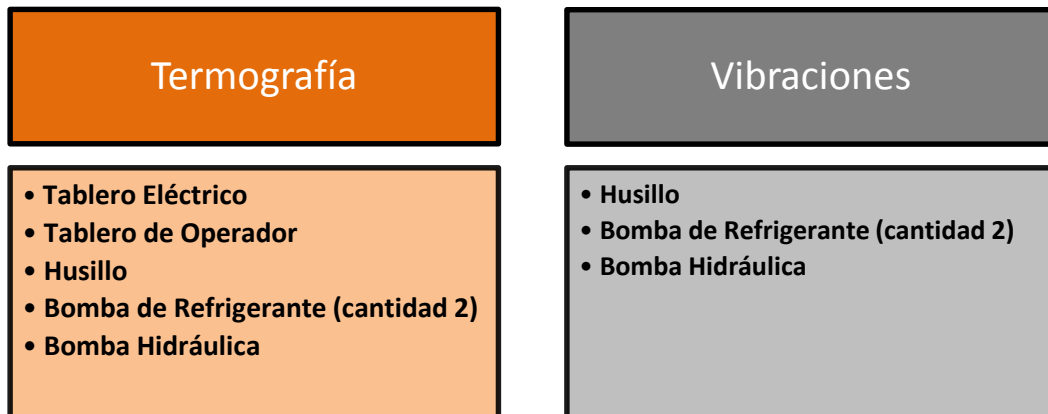 Termografía
• Tablero Eléctrico
• Tablero de Operador
• Husillo
• Bomba de Refrigerante (cantidad 2)
• Bomba Hidráulica
Vibraciones
• Husillo
• Bomba de Refrigerante (cantidad 2)
• Bomba Hidráulica